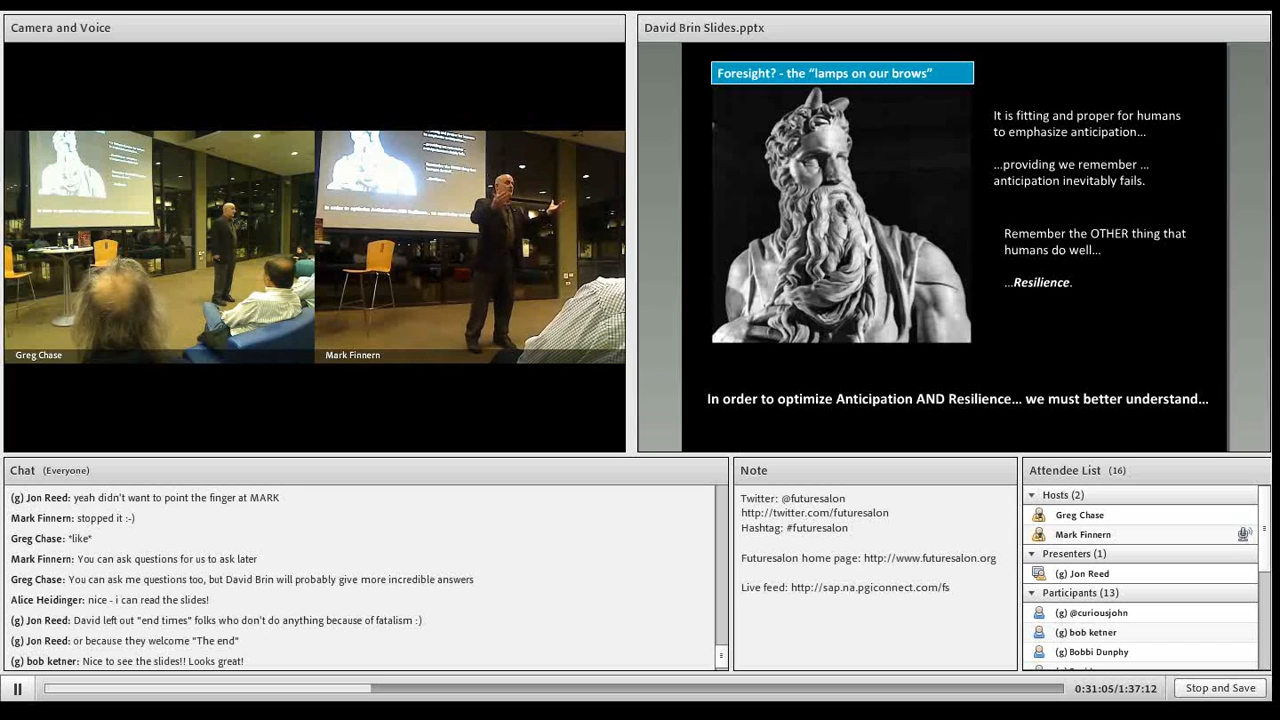 Camera and Voice
Greg Chase
Mark Finnern
David Brin Slides.pptx
Foresight? - the “lamps on our brows”
It is fitting and proper for humans
to emphasize anticipation...
...providing we remember ...
anticipation inevitably fails.
Remember the OTHER thing that
humans do well...
...Resilience.
In order to optimize Anticipation AND Resilience... we must better understand...
Chat (Everyone)
(g) Jon Reed: yeah didn't want to point the finger at MARK
Mark Finnern: stopped it :-)
Greg Chase: *like*
Mark Finnern: You can ask questions for us to ask later
Greg Chase: You can ask me questions too, but David Brin will probably give more incredible answers
Alice Heidinger: nice - i can read the slides!
(g) Jon Reed: David left out "end times" folks who don't do anything because of fatalism :)
(g) Jon Reed: or because they welcome "The end"
(g) bob ketner: Nice to see the slides!! Looks great!
Note
Twitter: @futuresalon
http://twitter.com/futuresalon
Hashtag: #futuresalon
Futuresalon home page: http://www.futuresalon.org
Live feed: http://sap.na.pgiconnect.com/fs
Attendee List (16)
Hosts (2)
Greg Chase
Mark Finnern
Presenters (1)
(g) Jon Reed
Participants (13)
(g) @curiousjohn
(g) bob ketner
(g) Bobbi Dunphy
0:31:05/1:37:12
Stop and Save